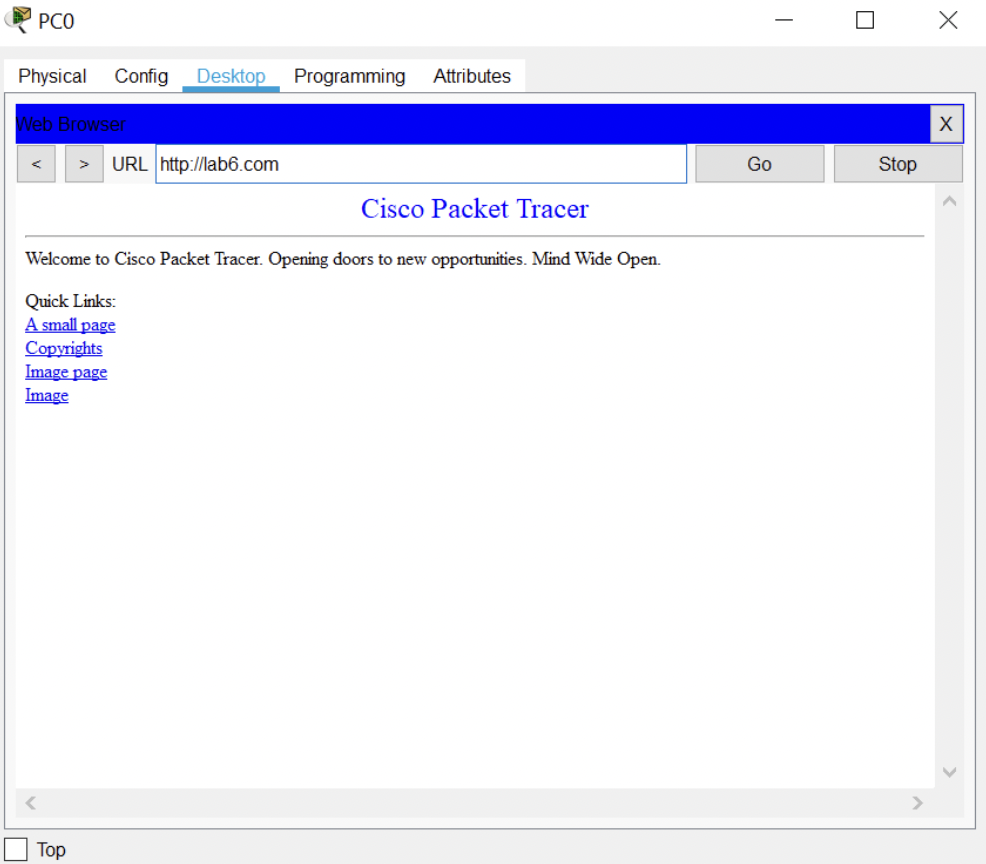 PC0
Physical Config Desktop Programming Attributes
Web Browser
X
< > URL http://lab6.com Go Stop
Cisco Packet Tracer
Welcome to Cisco Packet Tracer. Opening doors to new opportunities. Mind Wide Open.
Quick Links:
A small page
Copyrights
Image page
Image
Top